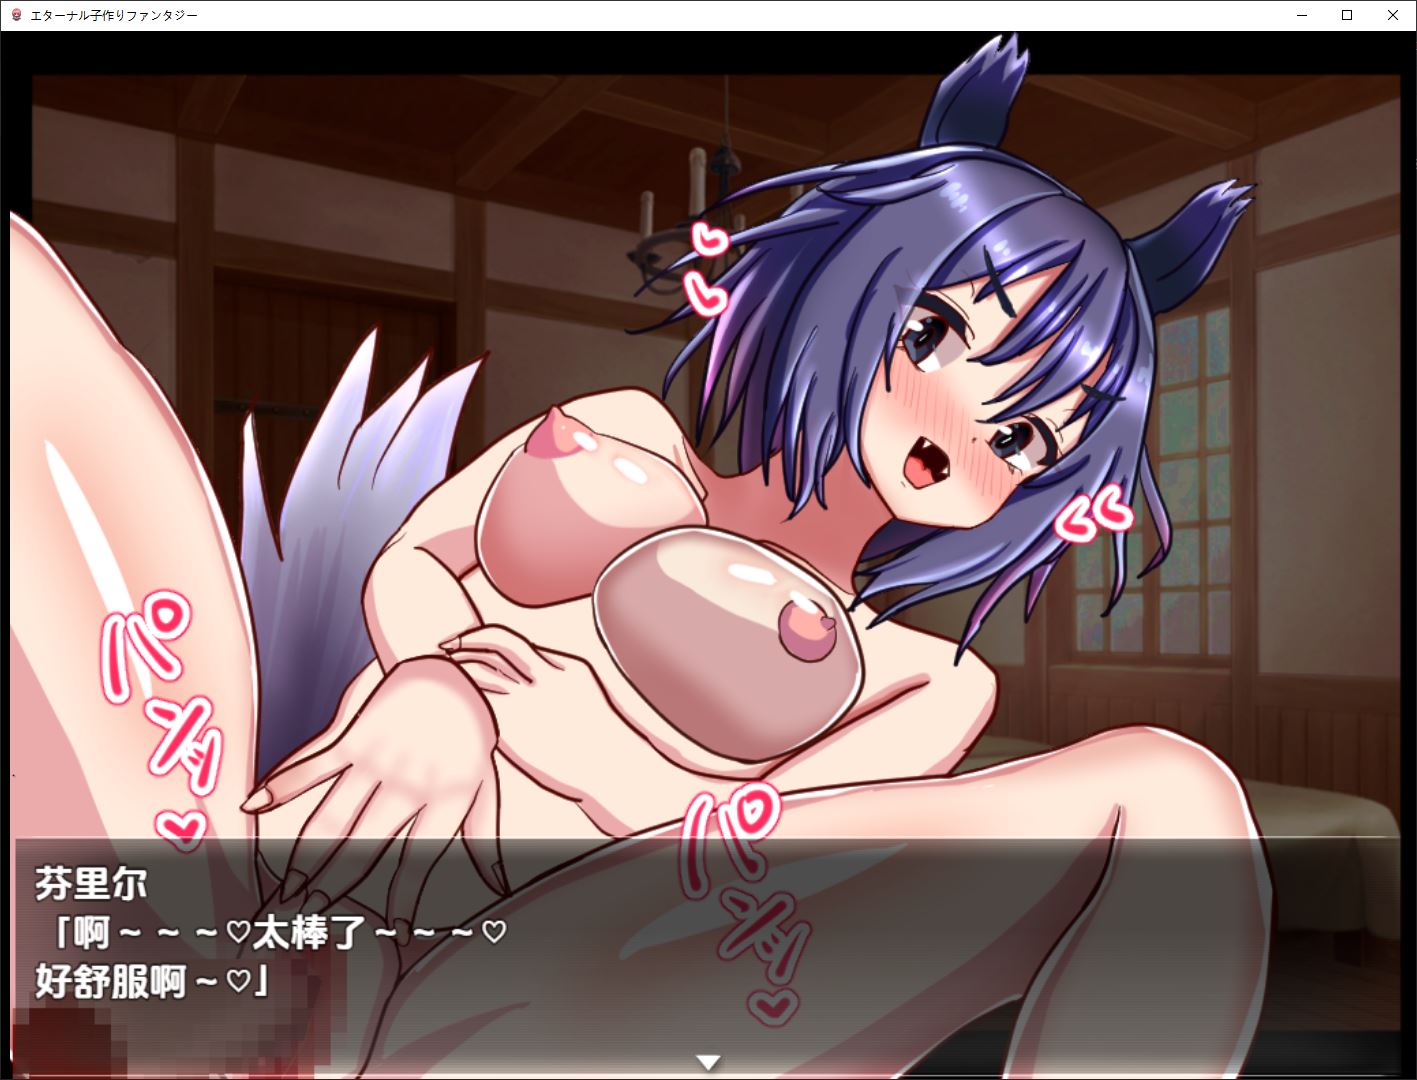 エターナル子作りファンタジー
パンッ♡
パンッ♡
芬里尔
「啊～～～♡太棒了～～～♡
好舒服啊～♡」